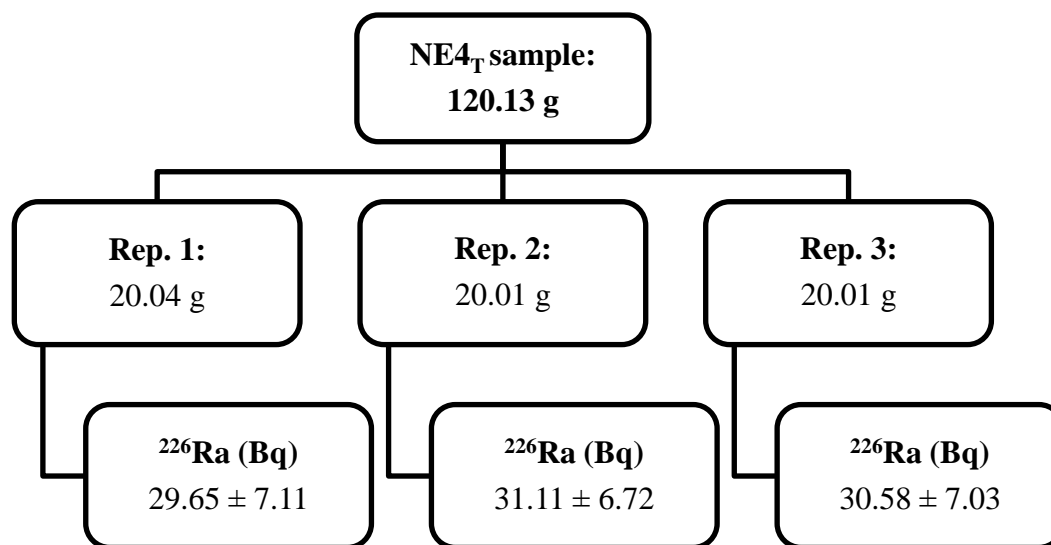 NE4T sample:
120.13 g
Rep. 1:
20.04 g
Rep. 2:
20.01 g
Rep. 3:
20.01 g
226Ra (Bq)
29.65 ± 7.11
226Ra (Bq)
31.11 ± 6.72
226Ra (Bq)
30.58 ± 7.03